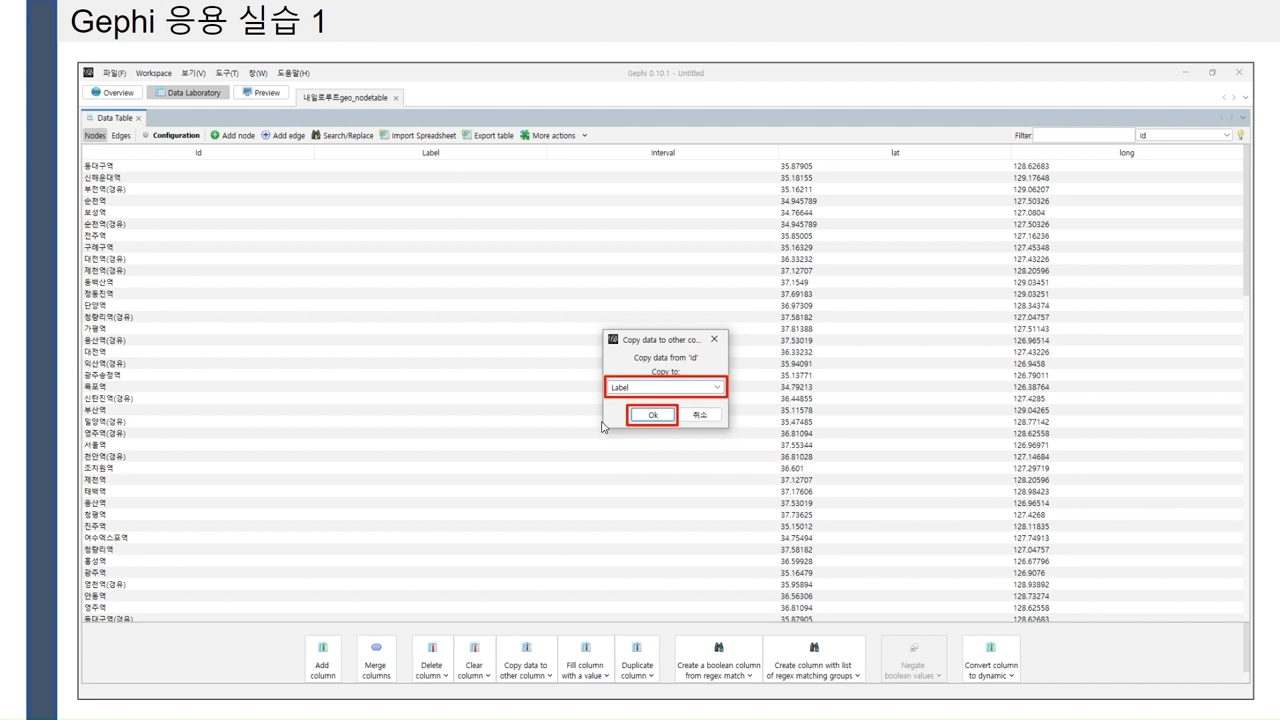 Gephi 응용 실습 1
파일(F) Workspace 보기(V) 도구(T) 창(W) 도움말(H) Gephi 0.10.1 - Untitled
Overview Data Laboratory Preview 내일로루트geo_nodetable
Data Table
Nodes Edges Configuration Add node Add edge Search/Replace Import Spreadsheet Export table More actions Filter: Id
Id Label Interval lat long
동대구역 35.87905 128.62683
신해운대역 35.18155 129.17648
부전역(경유) 35.16211 129.06207
순천역 34.945789 127.50326
보성역 34.76644 127.0804
순천역(경유) 34.945789 127.50326
전주역 35.85005 127.16236
구례구역 35.16329 127.45348
대전역(경유) 36.33232 127.43226
제천역(경유) 37.12707 128.20596
동백산역 37.1549 129.03451
정동진역 37.69183 129.03251
단양역 36.97309 128.34374
청량리역(경유) 37.58182 127.04757
가평역 37.81388 127.51143
용산역(경유) 37.53019 126.96514
대전역 36.33232 127.43226
익산역(경유) 35.94091 126.9458
광주송정역 35.13771 126.79011
목포역 34.79213 126.38764
신탄진역(경유) 36.44855 127.4285
부산역 35.11578 129.04265
밀양역(경유) 35.47485 128.77142
영주역(경유) 36.81094 128.62558
서울역 37.55344 126.96971
천안역(경유) 36.81028 127.14684
조치원역 36.601 127.29719
제천역 37.12707 128.20596
태백역 37.17606 128.98423
용산역 37.53019 126.96514
청평역 37.73625 127.4268
진주역 35.15012 128.11835
여수엑스포역 34.75494 127.74913
청량리역 37.58182 127.04757
홍성역 36.59928 126.67796
광주역 35.16479 126.9076
영천역(경유) 35.95894 128.93892
안동역 36.56306 128.73274
영주역 36.81094 128.62558
동대구역(경유) 35.87905 128.62683
Copy data to other co...
Copy data from 'Id'
Copy to:
Label
Ok 취소
Add column
Merge columns
Delete column
Clear column
Copy data to other column
Fill column with a value
Duplicate column
Create a boolean column from regex match
Create column with list of regex matching groups
Negate boolean values
Convert column to dynamic